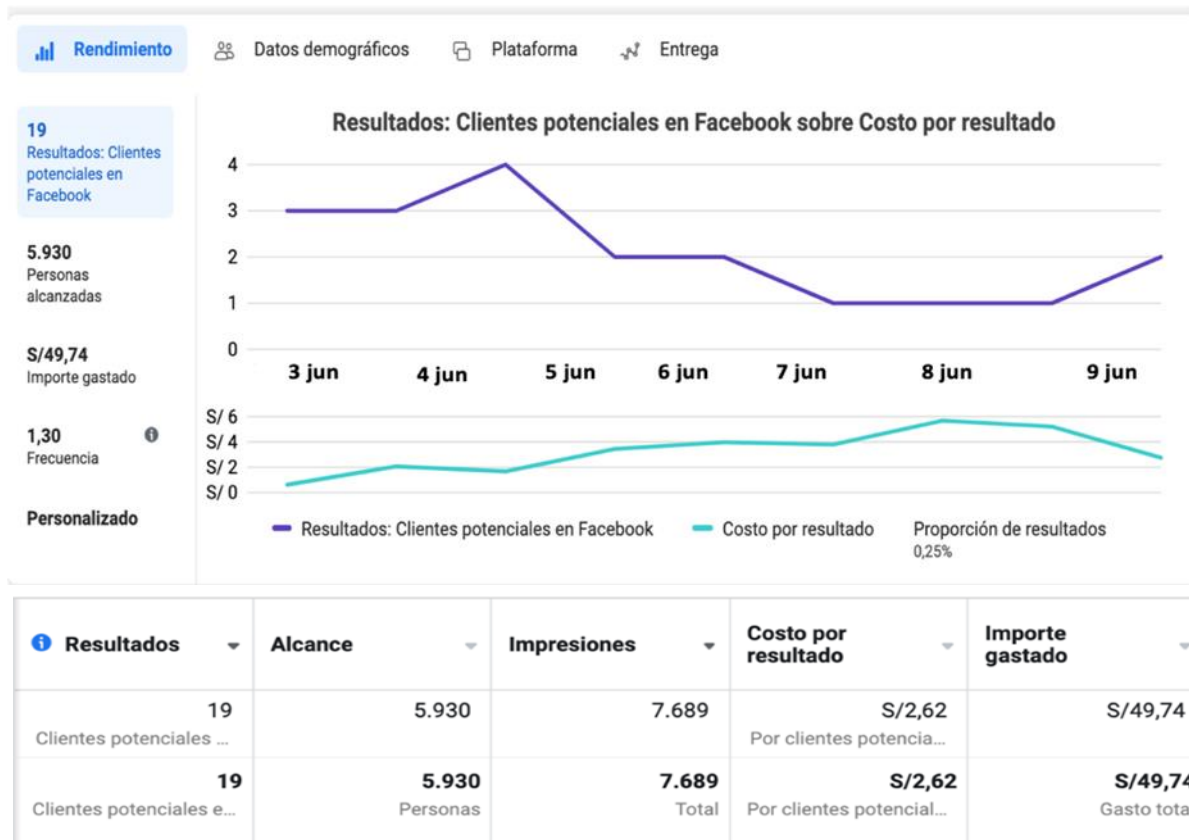 Rendimiento Datos demográficos Plataforma Entrega
19
Resultados: Clientes
potenciales en
Facebook
5.930
Personas
alcanzadas
S/49,74
Importe gastado
1,30
Frecuencia
Personalizado
Resultados: Clientes potenciales en Facebook sobre Costo por resultado
4
3
2
1
0
3 jun 4 jun 5 jun 6 jun 7 jun 8 jun 9 jun
S/ 6
S/ 4
S/ 2
S/ 0
Resultados: Clientes potenciales en Facebook Costo por resultado Proporción de resultados
0,25%
Resultados Alcance Impresiones Costo por resultado Importe gastado
19 5.930 7.689 S/2,62 S/49,74
Clientes potenciales ... Por clientes potencia...
19 5.930 7.689 S/2,62 S/49,74
Clientes potenciales e... Personas Total Por clientes potencial... Gasto total